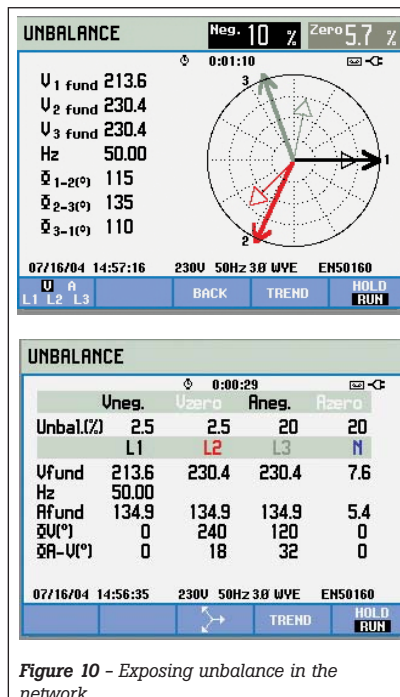 UNBALANCE Neg. 10 % Zero 5.7 %
0:01:10
V1 fund 213.6
V2 fund 230.4
V3 fund 230.4
Hz 50.00
Φ1-2(°) 115
Φ2-3(°) 135
Φ3-1(°) 110
3
1
2
07/16/04 14:57:16 230V 50Hz 3.0 WYE EN50160
V A
L1 L2 L3 BACK TREND HOLD
RUN
UNBALANCE
0:00:29
Vneg. Vzero Aneg. Azero
Unbal.(%) 2.5 2.5 20 20
L1 L2 L3 N
Vfund 213.6 230.4 230.4 7.6
Hz 50.00
Afund 134.9 134.9 134.9 5.4
ΦV(°) 0 240 120 0
ΦA-V(°) 0 18 32 0
07/16/04 14:56:35 230V 50Hz 3.0 WYE EN50160
TREND HOLD
RUN
Figure 10 – Exposing unbalance in the
network